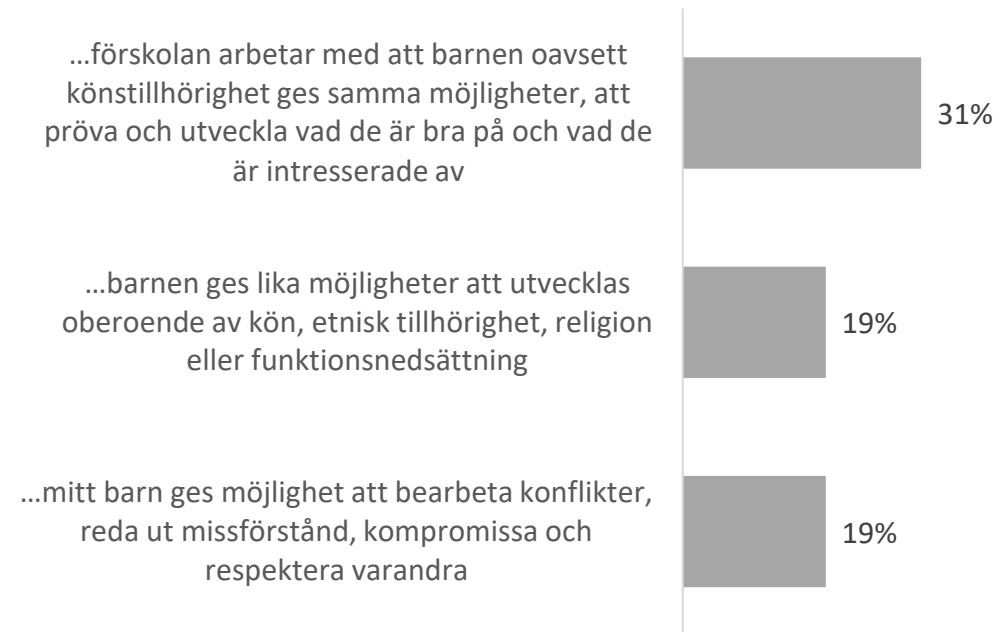 ...förskolan arbetar med att barnen oavsett
könstillhörighet ges samma möjligheter, att
pröva och utveckla vad de är bra på och vad de
är intresserade av
31%
...barnen ges lika möjligheter att utvecklas
oberoende av kön, etnisk tillhörighet, religion
eller funktionsnedsättning
19%
...mitt barn ges möjlighet att bearbeta konflikter,
reda ut missförstånd, kompromissa och
respektera varandra
19%